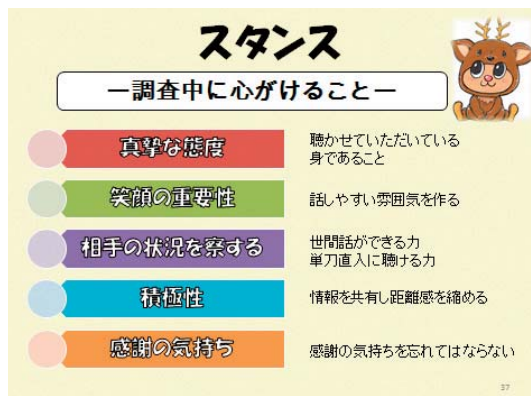 スタンス
ー調査中に心がけることー
真摯な態度
聴かせていただいている
身であること
笑顔の重要性
話しやすい雰囲気を作る
相手の状況を察する
世間話ができる力
単刀直入に聴ける力
積極性
情報を共有し距離感を縮める
感謝の気持ち
感謝の気持ちを忘れてはならない
37